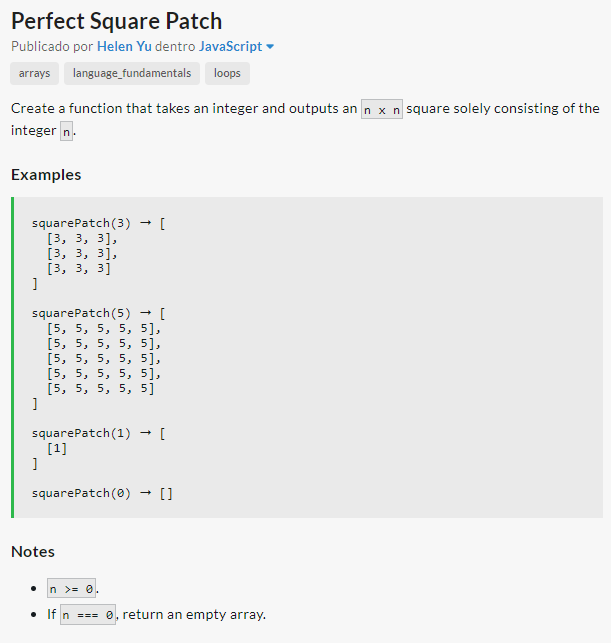 Perfect Square Patch
Publicado por Helen Yu dentro JavaScript
arrays language_fundamentals loops
Create a function that takes an integer and outputs an n x n square solely consisting of the
integer n.
Examples
squarePatch(3) → [
  [3, 3, 3],
  [3, 3, 3],
  [3, 3, 3]
]
squarePatch(5) → [
  [5, 5, 5, 5, 5],
  [5, 5, 5, 5, 5],
  [5, 5, 5, 5, 5],
  [5, 5, 5, 5, 5],
  [5, 5, 5, 5, 5]
]
squarePatch(1) → [
  [1]
]
squarePatch(0) → []
Notes
• n >= 0.
• If n === 0, return an empty array.